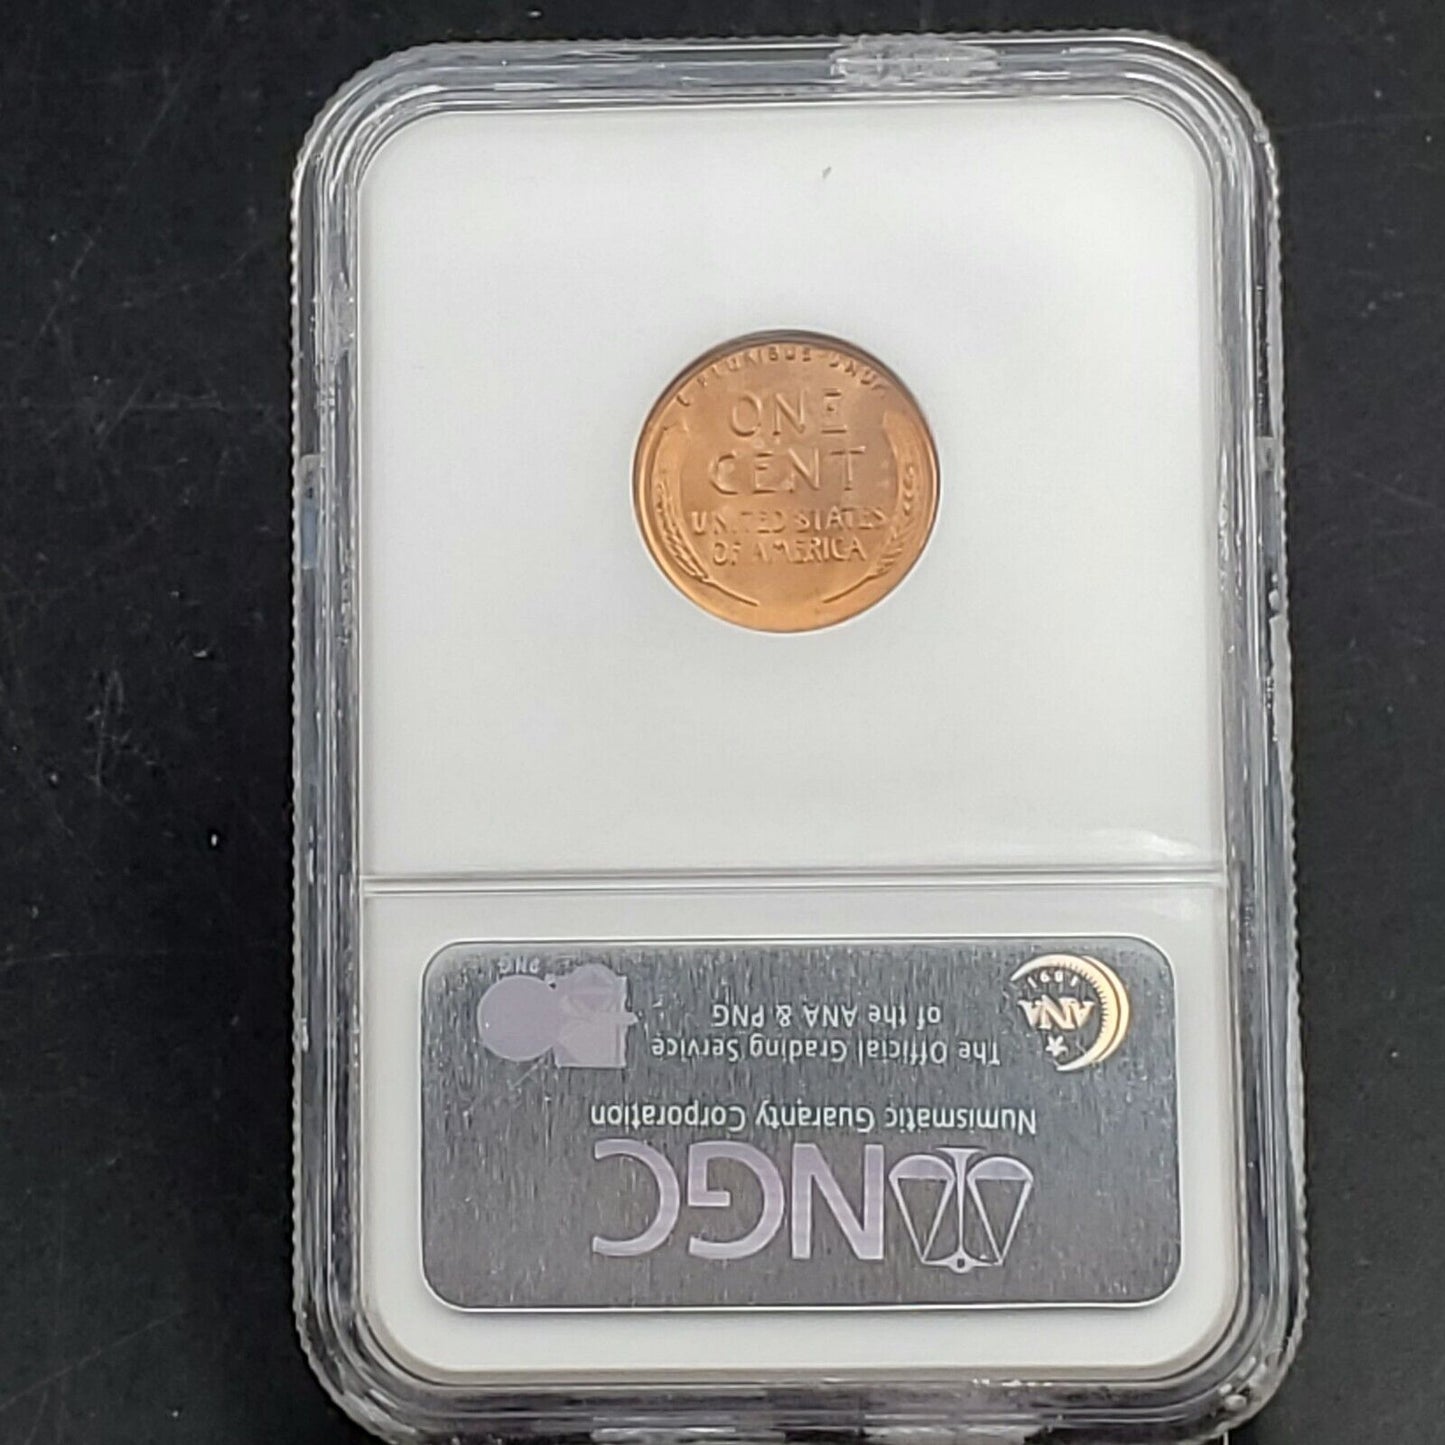 PLURIBUS·UNUM
ONE
CENT
UNITED STATES
OF AMERICA
NGC
Numismatic Guaranty Corporation
The Official Grading Service
of the ANA & PNG
ANA
1891
PNG